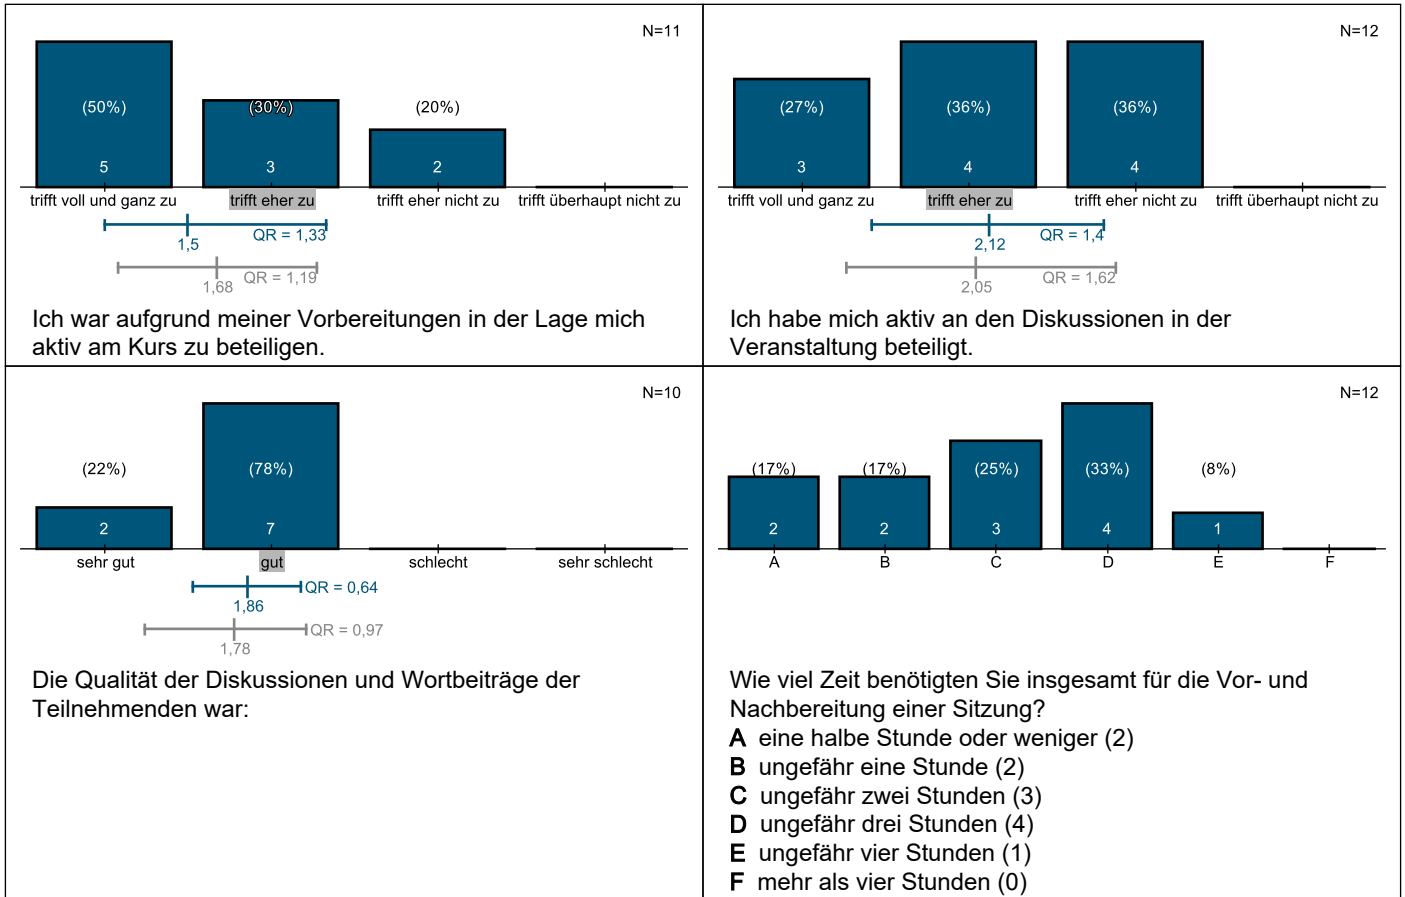 N=11
(50%)
(30%)
(20%)
5
3
2
trifft voll und ganz zu
trifft eher zu
trifft eher nicht zu
trifft überhaupt nicht zu
1,5
QR = 1,33
1,68
QR = 1,19
Ich war aufgrund meiner Vorbereitungen in der Lage mich
aktiv am Kurs zu beteiligen.
N=12
(27%)
(36%)
(36%)
3
4
4
trifft voll und ganz zu
trifft eher zu
trifft eher nicht zu
trifft überhaupt nicht zu
2,12
QR = 1,4
2,05
QR = 1,62
Ich habe mich aktiv an den Diskussionen in der
Veranstaltung beteiligt.
N=10
(22%)
(78%)
2
7
sehr gut
gut
schlecht
sehr schlecht
QR = 0,64
1,86
QR = 0,97
1,78
Die Qualität der Diskussionen und Wortbeiträge der
Teilnehmenden war:
N=12
(17%)
(17%)
(25%)
(33%)
(8%)
2
2
3
4
1
A
B
C
D
E
F
Wie viel Zeit benötigten Sie insgesamt für die Vor- und
Nachbereitung einer Sitzung?
A eine halbe Stunde oder weniger (2)
B ungefähr eine Stunde (2)
C ungefähr zwei Stunden (3)
D ungefähr drei Stunden (4)
E ungefähr vier Stunden (1)
F mehr als vier Stunden (0)